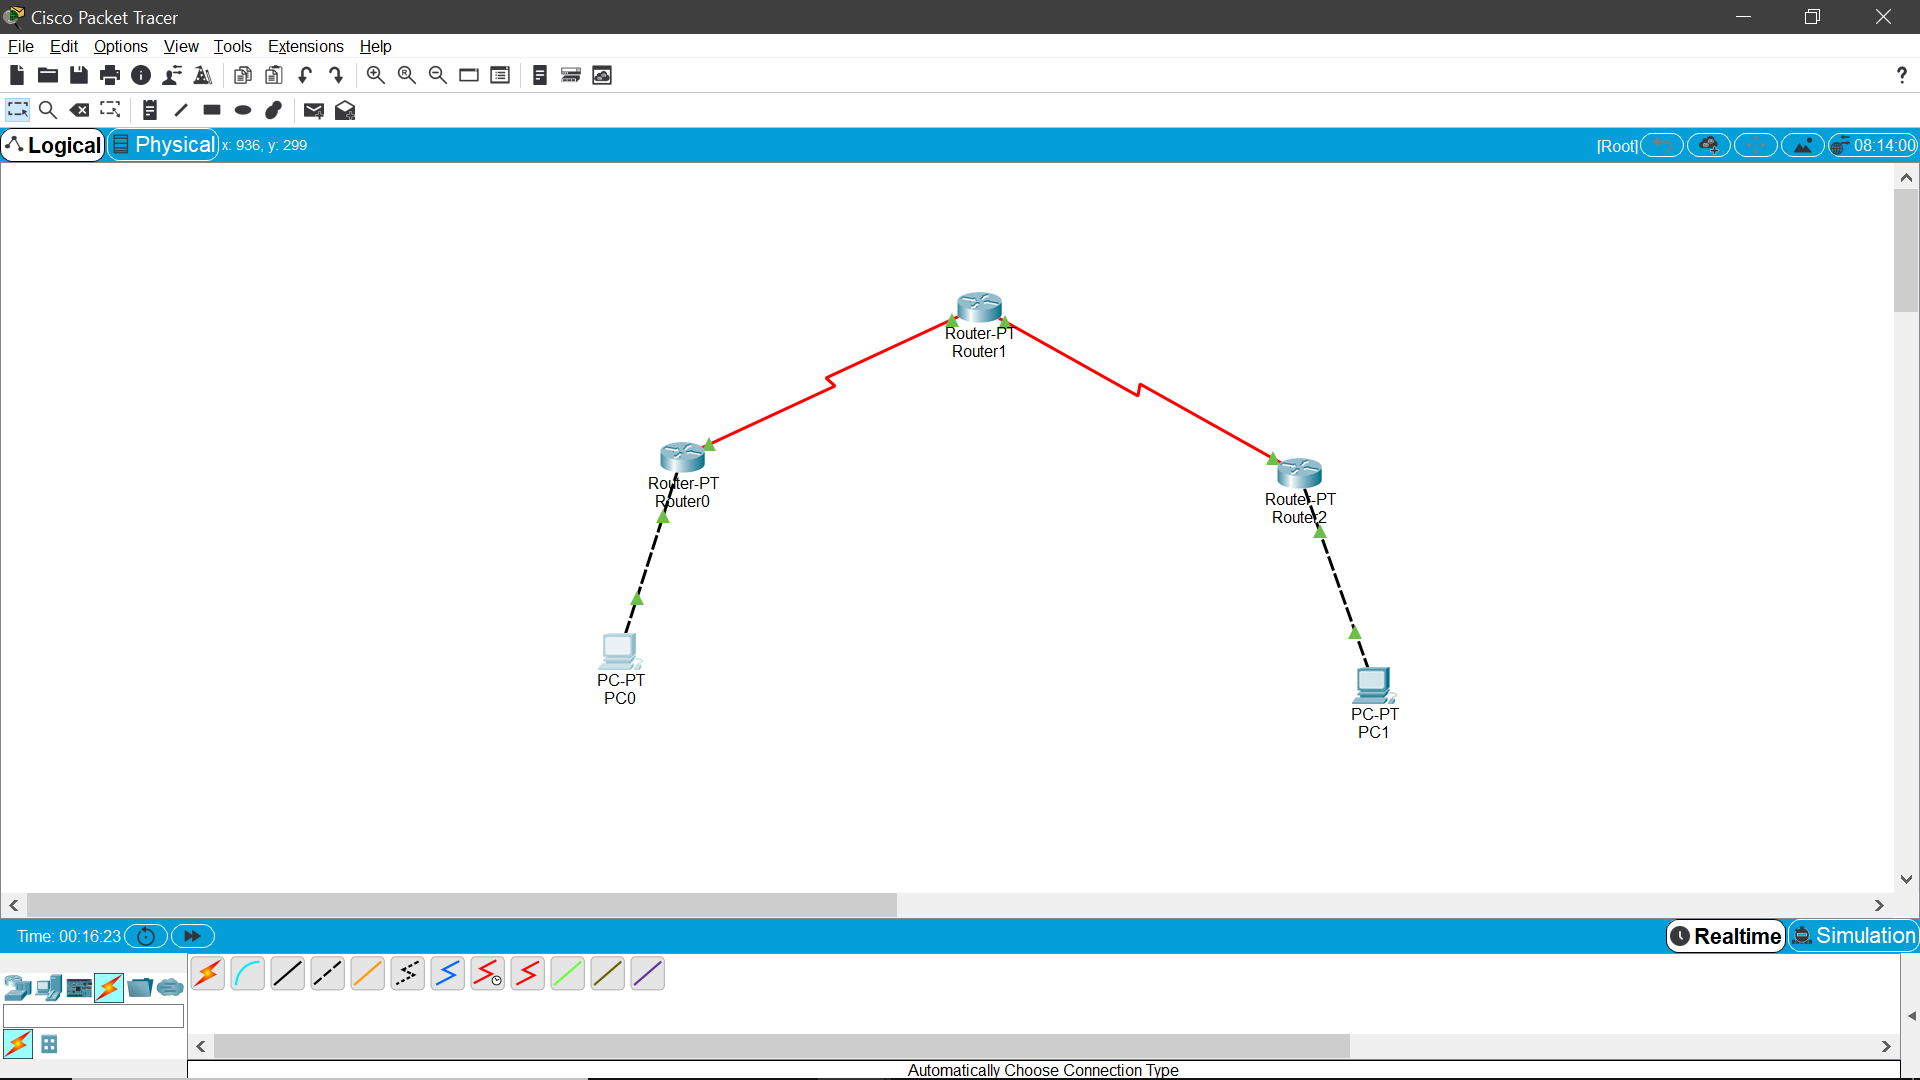 Cisco Packet Tracer
File Edit Options View Tools Extensions Help
?
Logical Physical x: 936, y: 299 [Root] 08:14:00
Router-PT
Router1
Router-PT
Router0
Router-PT
Router2
PC-PT
PC0
PC-PT
PC1
Time: 00:16:23 Realtime Simulation
Automatically Choose Connection Type